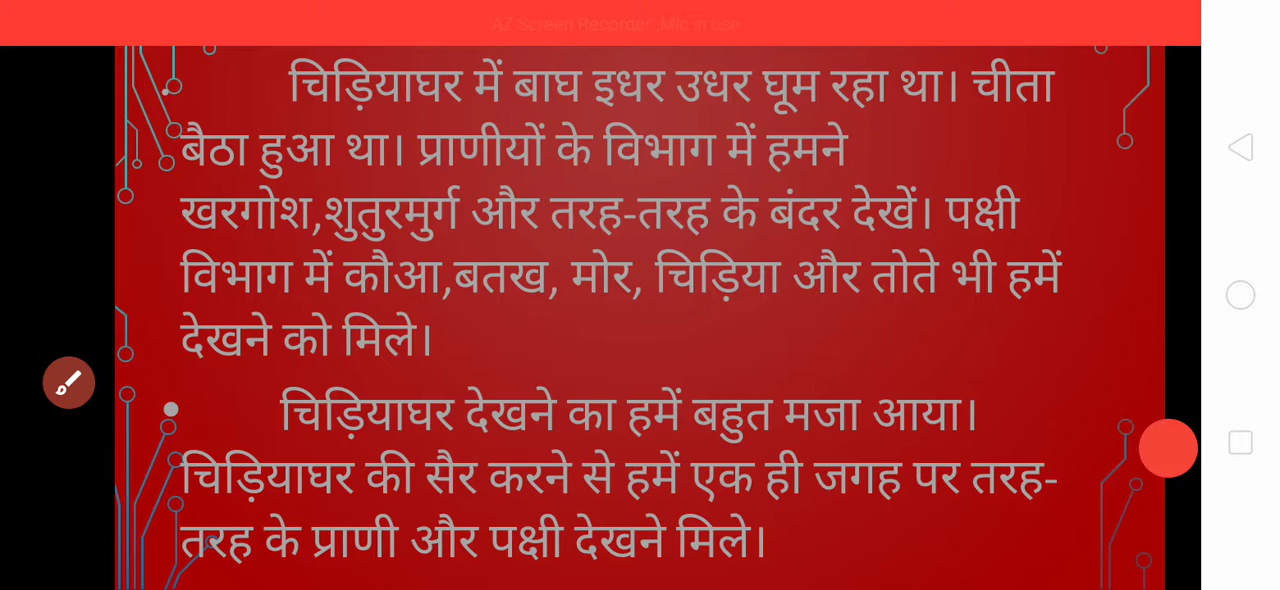 'AZ Screen Recorder',Mic in use
चिड़ियाघर में बाघ इधर उधर घूम रहा था। चीता
बैठा हुआ था। प्राणीयों के विभाग में हमने
खरगोश,शुतुरमुर्ग और तरह-तरह के बंदर देखें। पक्षी
विभाग में कौआ,बतख, मोर, चिड़िया और तोते भी हमें
देखने को मिले।
चिड़ियाघर देखने का हमें बहुत मजा आया।
चिड़ियाघर की सैर करने से हमें एक ही जगह पर तरह-
तरह के प्राणी और पक्षी देखने मिले।